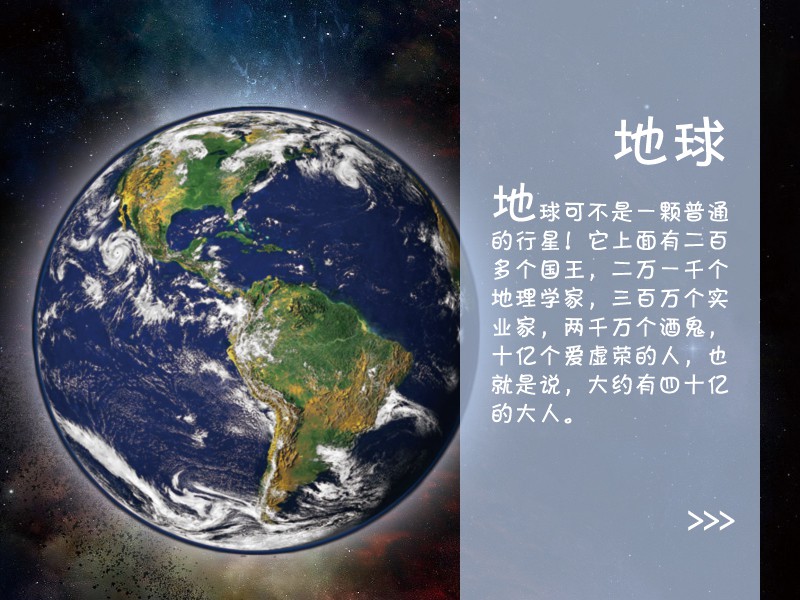 地球
地球可不是一颗普通
的行星！它上面有二百
多个国王，二万一千个
地理学家，三百万个实
业家，两千万个酒鬼，
十亿个爱虚荣的人，也
就是说，大约有四十亿
的大人。
>>>